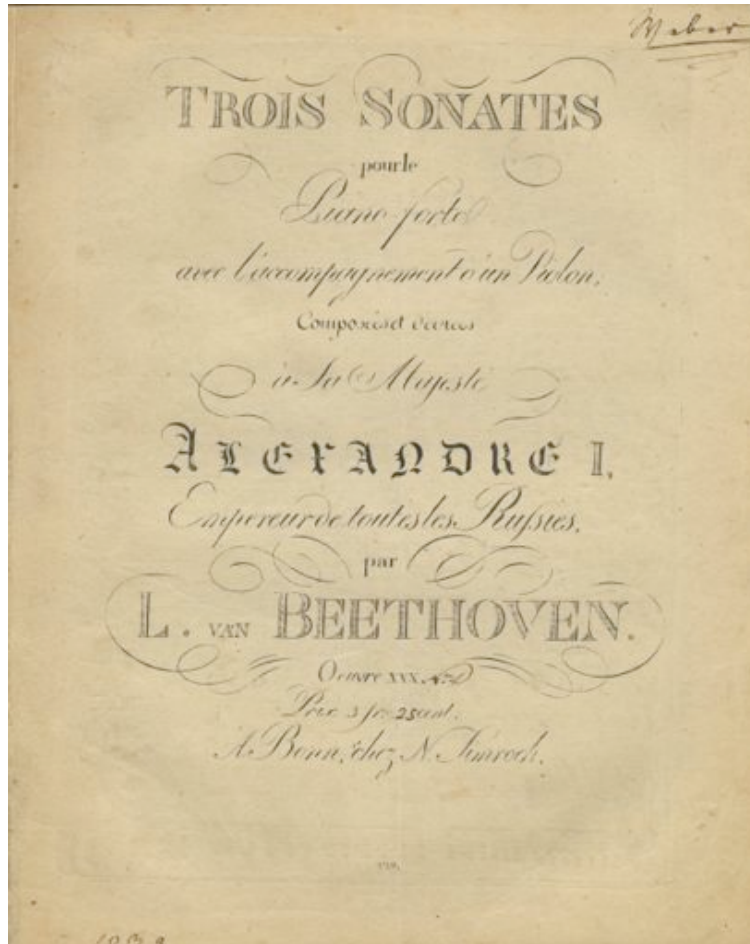 Weber
TROIS SONATES
pour le
Piano forte
avec l'accompagnement d'un Violon,
Composées et dediées
à Sa Majesté
ALEXANDRE I.
Empereur de toutes les Russies,
par
L. VAN BEETHOVEN.
Oeuvre XXX.
Prix 3 fr. 25 cent.
A Bonn, chez N. Simrock.